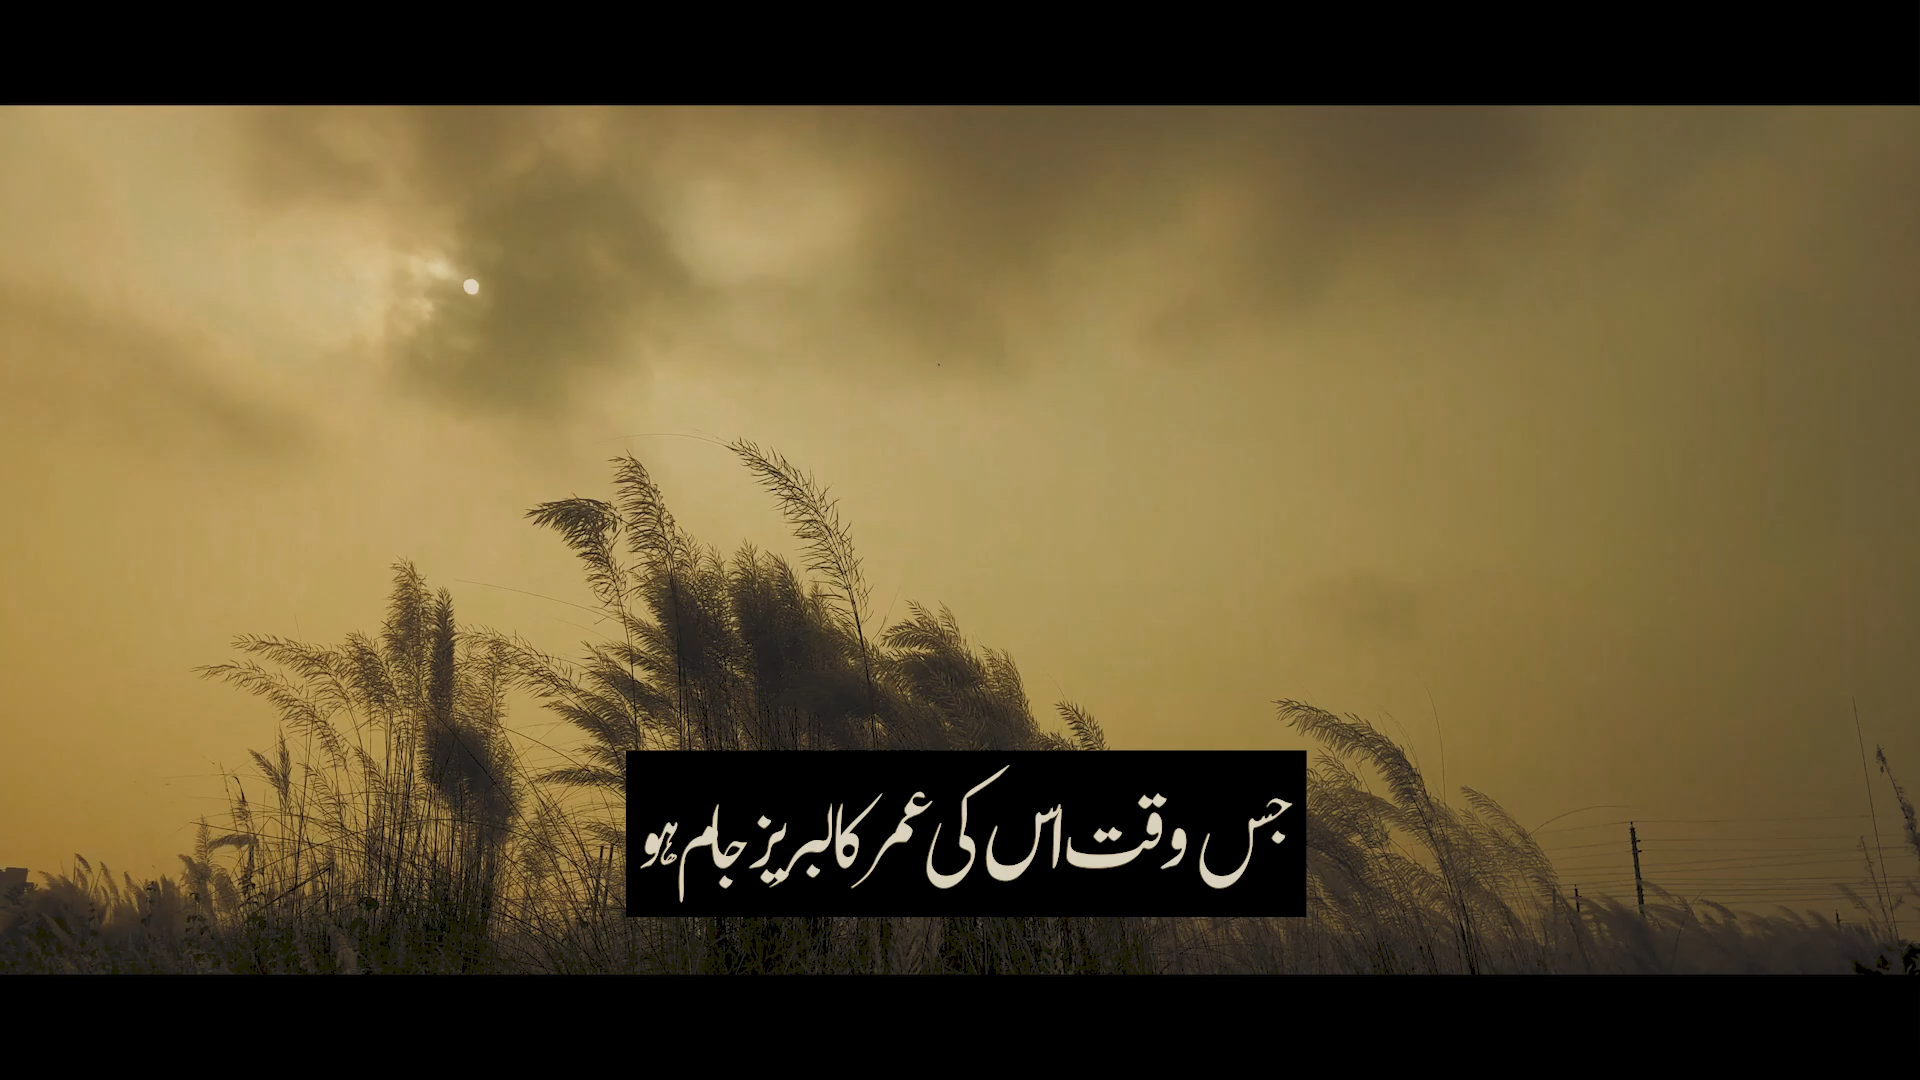 جس وقت اس کی عمر کا لبریز جام ہو